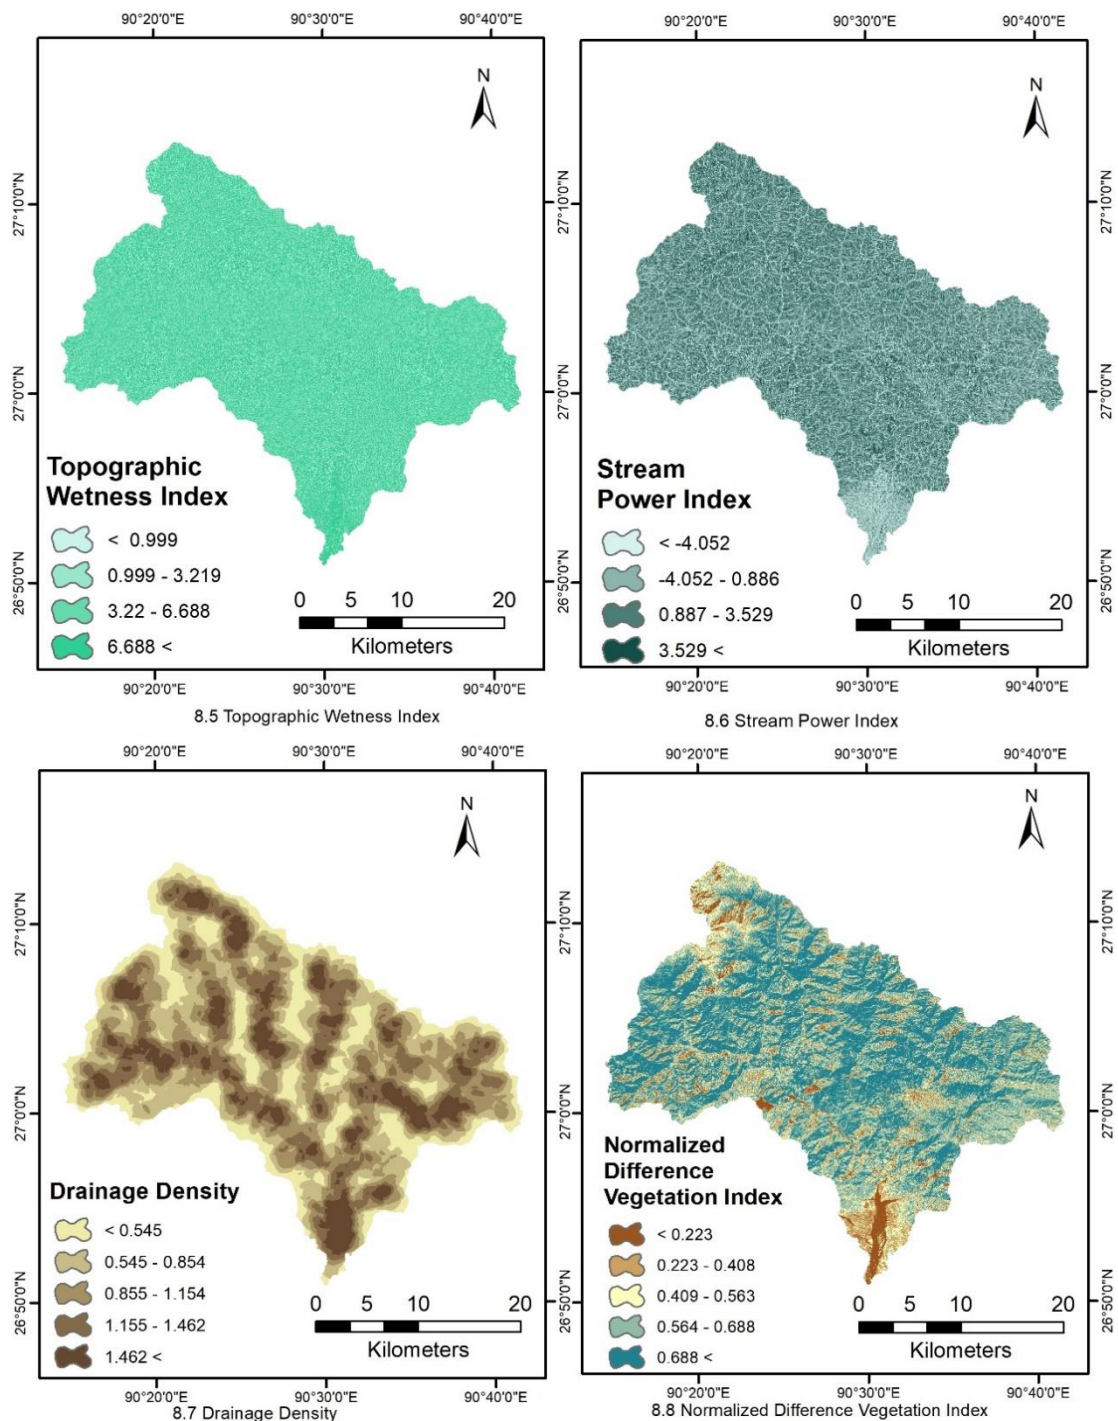 90°20'0"E 90°30'0"E 90°40'0"E
N
27°10'0"N
27°0'0"N
26°50'0"N
Topographic
Wetness Index
< 0.999
0.999 - 3.219
3.22 - 6.688
6.688 <
0 5 10 20
Kilometers
90°20'0"E 90°30'0"E 90°40'0"E
8.5 Topographic Wetness Index
90°20'0"E 90°30'0"E 90°40'0"E
N
27°10'0"N 27°10'0"N
27°0'0"N 27°0'0"N
26°50'0"N 26°50'0"N
Stream
Power Index
< -4.052
-4.052 - 0.886
0.887 - 3.529
3.529 <
0 5 10 20
Kilometers
90°20'0"E 90°30'0"E 90°40'0"E
8.6 Stream Power Index
90°20'0"E 90°30'0"E 90°40'0"E
N
27°10'0"N
27°0'0"N
26°50'0"N
Drainage Density
< 0.545
0.545 - 0.854
0.855 - 1.154
1.155 - 1.462
1.462 <
0 5 10 20
Kilometers
90°20'0"E 90°30'0"E 90°40'0"E
8.7 Drainage Density
90°20'0"E 90°30'0"E 90°40'0"E
N
27°10'0"N 27°10'0"N
27°0'0"N 27°0'0"N
26°50'0"N 26°50'0"N
Normalized
Difference
Vegetation Index
< 0.223
0.223 - 0.408
0.409 - 0.563
0.564 - 0.688
0.688 <
0 5 10 20
Kilometers
90°20'0"E 90°30'0"E 90°40'0"E
8.8 Normalized Difference Vegetation Index